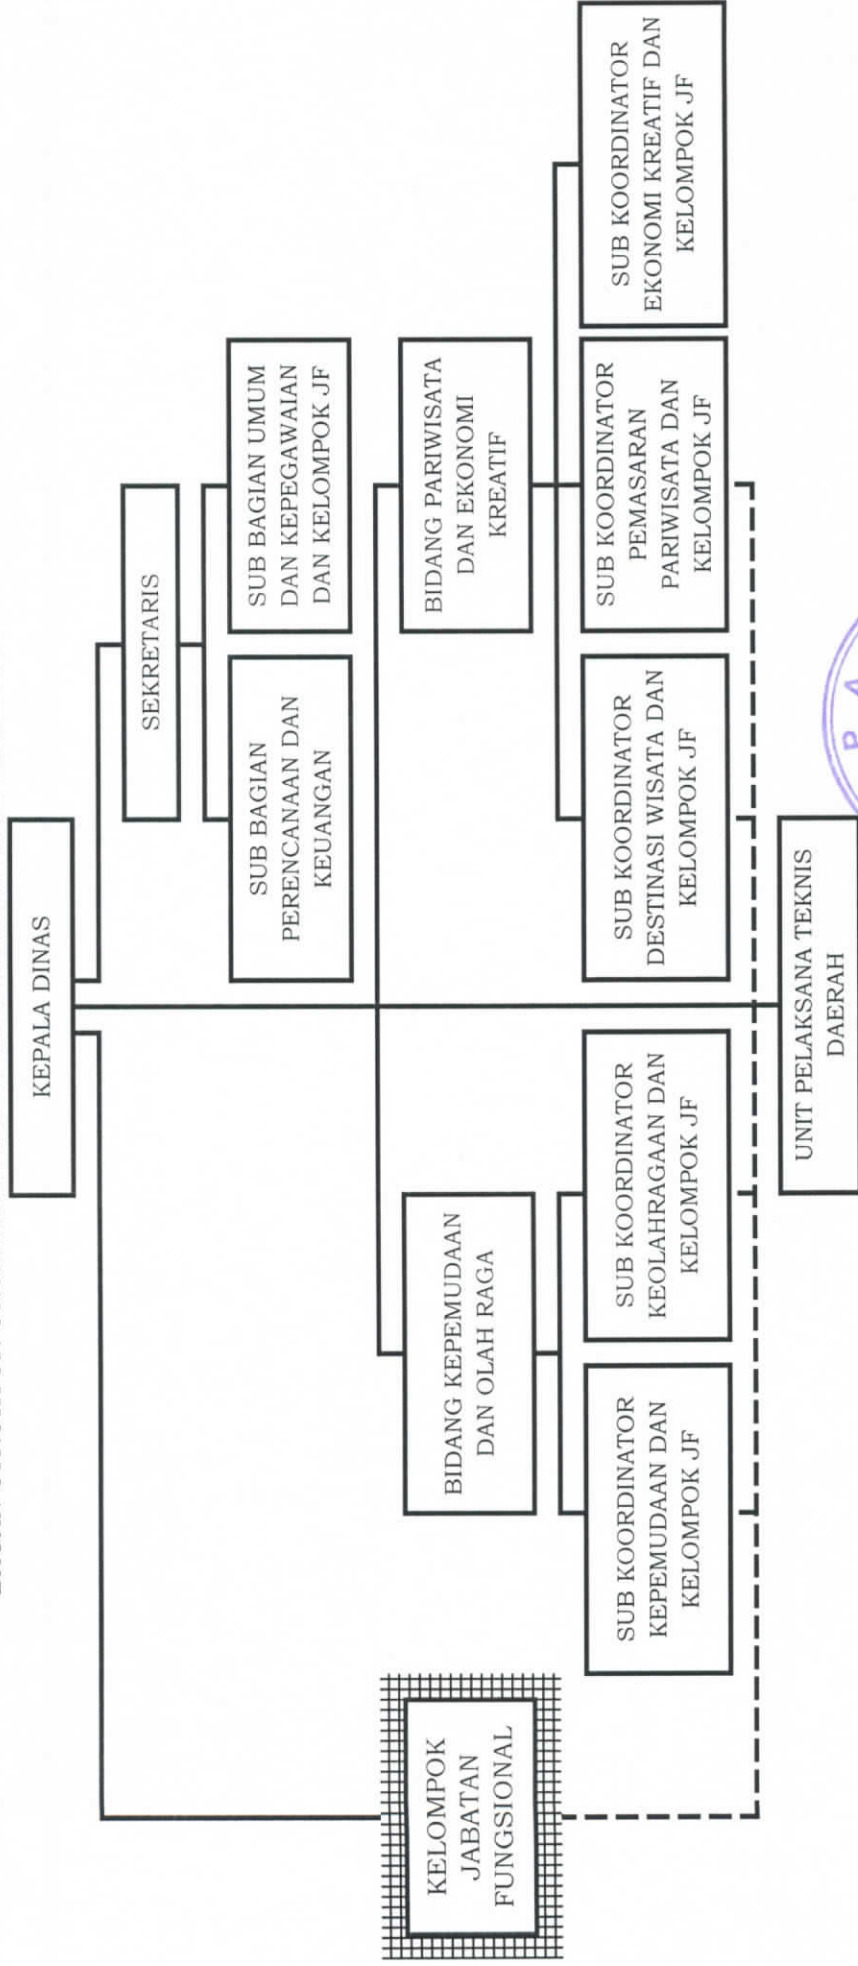 KEPALA DINAS
SEKRETARIS
SUB BAGIAN
PERENCANAAN DAN
KEUANGAN
SUB BAGIAN UMUM
DAN KEPEGAWAIAN
DAN KELOMPOK JF
KELOMPOK
JABATAN
FUNGSIONAL
BIDANG KEPEMUDAAN
DAN OLAH RAGA
BIDANG PARIWISATA
DAN EKONOMI
KREATIF
SUB KOORDINATOR
KEPEMUDAAN DAN
KELOMPOK JF
SUB KOORDINATOR
KEOLAHRAGAAN DAN
KELOMPOK JF
SUB KOORDINATOR
DESTINASI WISATA DAN
KELOMPOK JF
SUB KOORDINATOR
PEMASARAN
PARIWISATA DAN
KELOMPOK JF
SUB KOORDINATOR
EKONOMI KREATIF DAN
KELOMPOK JF
UNIT PELAKSANA TEKNIS
DAERAH